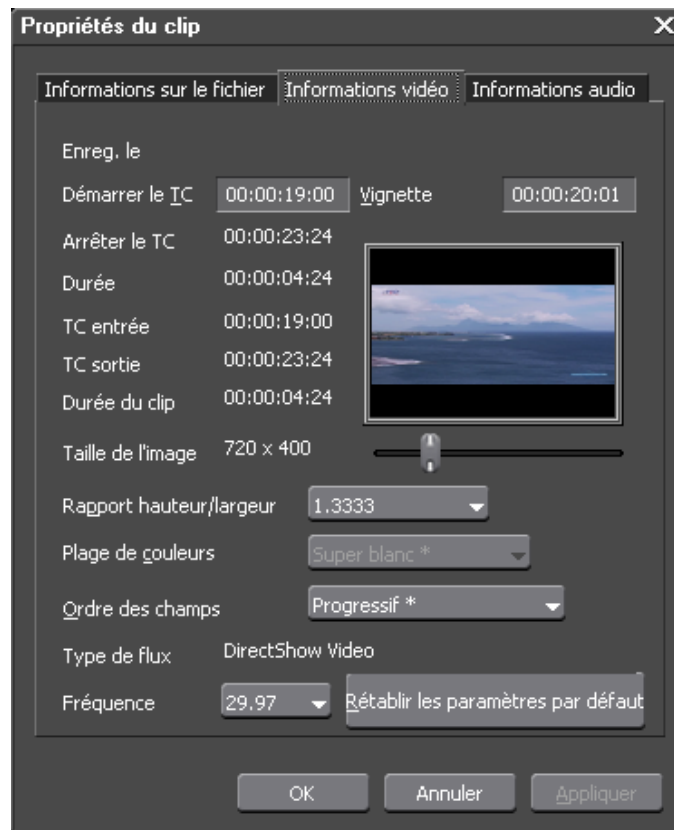 Propriétés du clip
Informations sur le fichier Informations vidéo Informations audio
Enreg. le
Démarrer le TC 00:00:19:00 Vignette 00:00:20:01
Arrêter le TC 00:00:23:24
Durée 00:00:04:24
TC entrée 00:00:19:00
TC sortie 00:00:23:24
Durée du clip 00:00:04:24
Taille de l'image 720 x 400
Rapport hauteur/largeur 1.3333
Plage de couleurs Super blanc *
Ordre des champs Progressif *
Type de flux DirectShow Video
Fréquence 29.97 Rétablir les paramètres par défaut
OK Annuler Appliquer